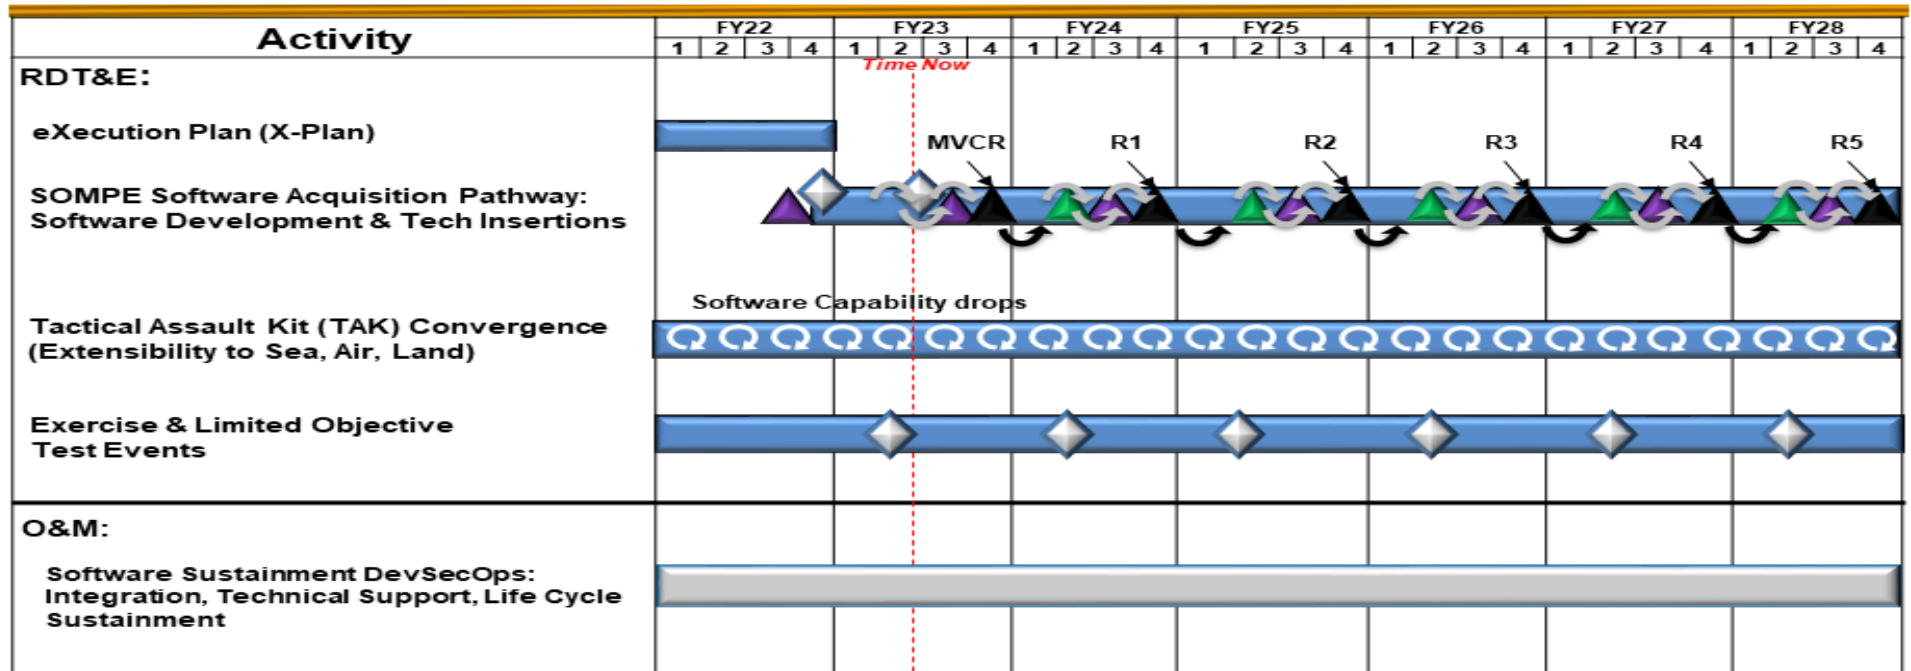 Activity
FY22 FY23 FY24 FY25 FY26 FY27 FY28
1 2 3 4 1 2 3 4 1 2 3 4 1 2 3 4 1 2 3 4 1 2 3 4 1 2 3 4
Time Now
RDT&E:
eXecution Plan (X-Plan)
MVCR R1 R2 R3 R4 R5
SOMPE Software Acquisition Pathway:
Software Development & Tech Insertions
Software Capability drops
Tactical Assault Kit (TAK) Convergence
(Extensibility to Sea, Air, Land)
Exercise & Limited Objective
Test Events
O&M:
Software Sustainment DevSecOps:
Integration, Technical Support, Life Cycle
Sustainment